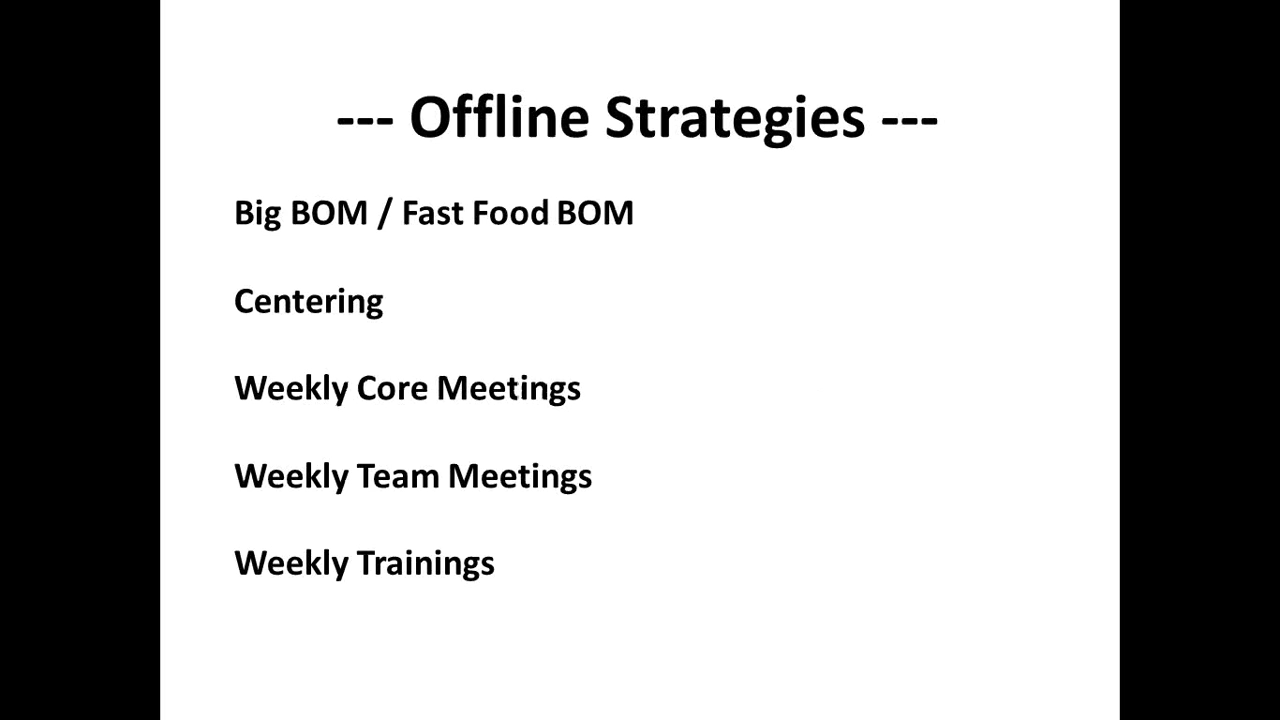 --- Offline Strategies ---
Big BOM / Fast Food BOM
Centering
Weekly Core Meetings
Weekly Team Meetings
Weekly Trainings